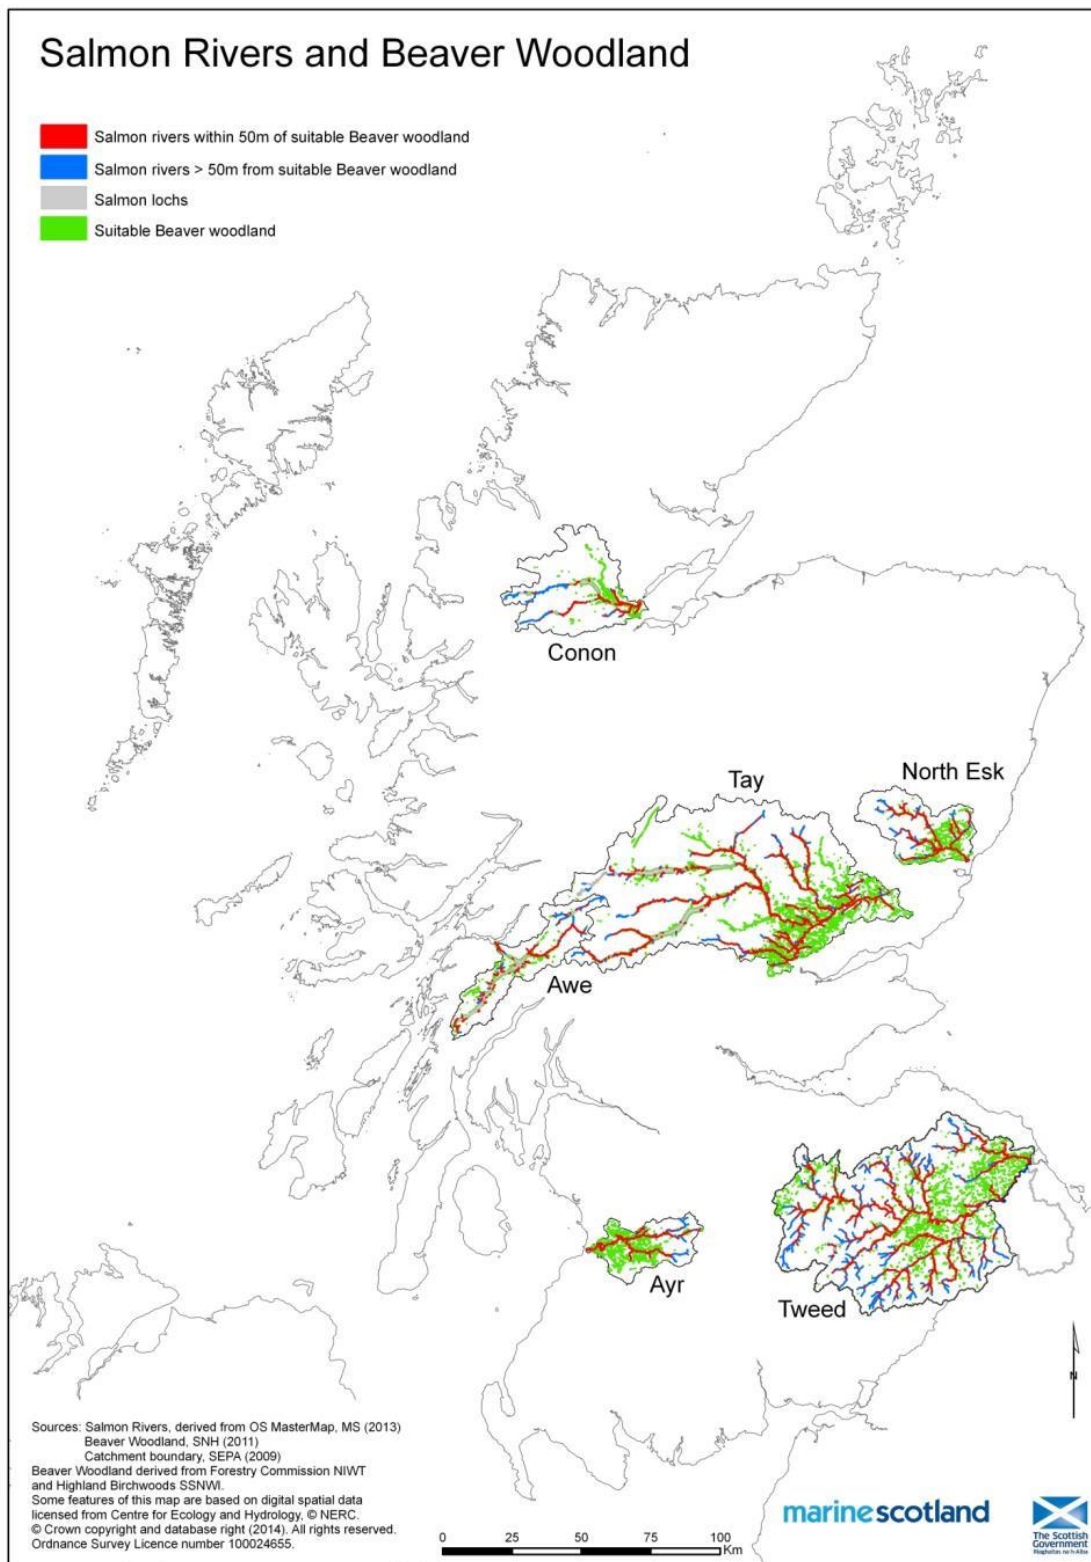 Salmon Rivers and Beaver Woodland
Salmon rivers within 50m of suitable Beaver woodland
Salmon rivers > 50m from suitable Beaver woodland
Salmon lochs
Suitable Beaver woodland
Conon
Tay
North Esk
Awe
Ayr
Tweed
N
Sources: Salmon Rivers, derived from OS MasterMap, MS (2013)
Beaver Woodland, SNH (2011)
Catchment boundary, SEPA (2009)
Beaver Woodland derived from Forestry Commission NIWT
and Highland Birchwoods SSNWI.
Some features of this map are based on digital spatial data
licensed from Centre for Ecology and Hydrology, © NERC.
© Crown copyright and database right (2014). All rights reserved.
Ordnance Survey Licence number 100024655.
0 25 50 75 100
Km
marinescotland
The Scottish
Government
Riaghaltas na h-Alba